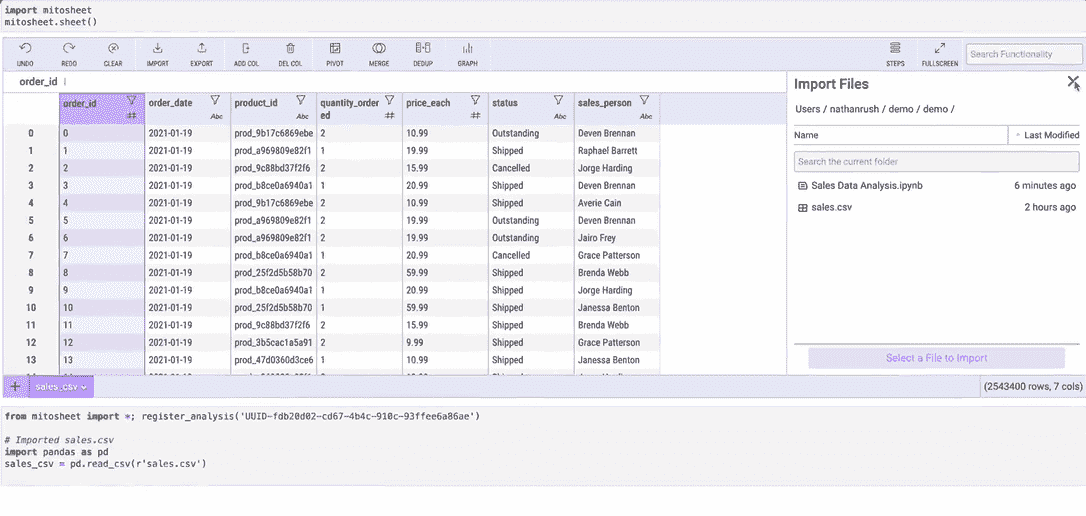 import mitosheet
mitosheet.sheet()
UNDO REDO CLEAR IMPORT EXPORT ADD COL DEL COL PIVOT MERGE DEDUP GRAPH STEPS FULLSCREEN Search Functionality
order_id
order_id order_date product_id quantity_ordered price_each status sales_person
# Abc Abc # # Abc Abc
0 0 2021-01-19 prod_9b17c6869ebe 2 10.99 Outstanding Deven Brennan
1 1 2021-01-19 prod_a969809e82f1 1 19.99 Shipped Raphael Barrett
2 2 2021-01-19 prod_9c88bd37f2f6 2 15.99 Cancelled Jorge Harding
3 3 2021-01-19 prod_b8ce0a6940a1 1 20.99 Shipped Deven Brennan
4 4 2021-01-19 prod_9b17c6869ebe 2 10.99 Shipped Averie Cain
5 5 2021-01-19 prod_a969809e82f1 2 19.99 Outstanding Deven Brennan
6 6 2021-01-19 prod_a969809e82f1 2 19.99 Outstanding Jairo Frey
7 7 2021-01-19 prod_b8ce0a6940a1 1 20.99 Cancelled Grace Patterson
8 8 2021-01-19 prod_25f2d5b58b70 2 59.99 Shipped Brenda Webb
9 9 2021-01-19 prod_b8ce0a6940a1 1 20.99 Shipped Jorge Harding
10 10 2021-01-19 prod_25f2d5b58b70 1 59.99 Shipped Janessa Benton
11 11 2021-01-19 prod_9c88bd37f2f6 2 15.99 Shipped Brenda Webb
12 12 2021-01-19 prod_3b5cac1a5a91 2 9.99 Shipped Grace Patterson
13 13 2021-01-19 prod_47d0360d3ce6 1 10.99 Shipped Janessa Benton
Import Files
Users / nathanrush / demo / demo /
Name Last Modified
Search the current folder
Sales Data Analysis.ipynb 6 minutes ago
sales.csv 2 hours ago
Select a File to Import
+ sales_csv (2543400 rows, 7 cols)
from mitosheet import *; register_analysis('UUID-fdb20d02-cd67-4b4c-910c-93ffee6a86ae')
# Imported sales.csv
import pandas as pd
sales_csv = pd.read_csv(r'sales.csv')